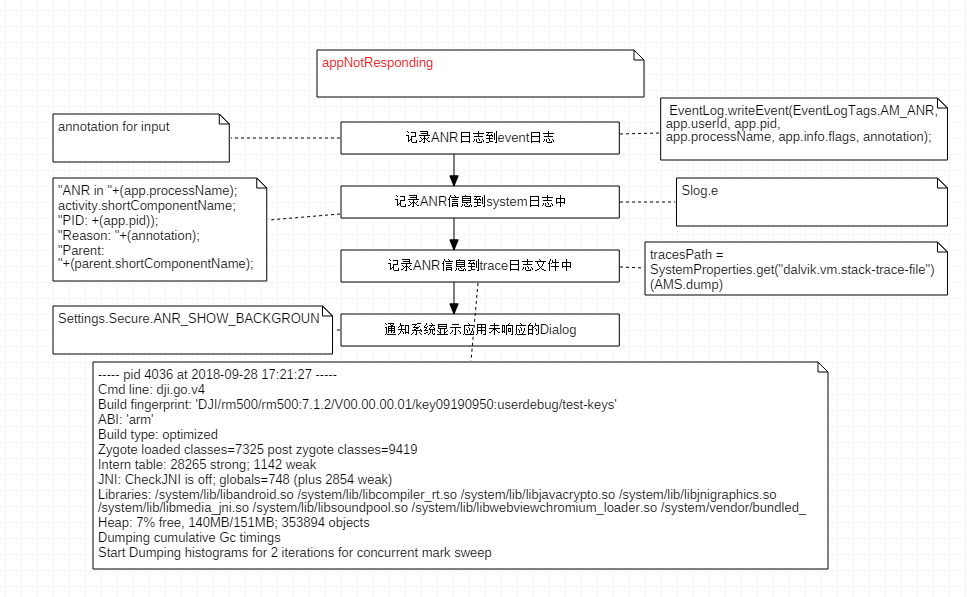 appNotResponding
annotation for input
记录ANR日志到event日志
EventLog.writeEvent(EventLogTags.AM_ANR,
app.userId, app.pid,
app.processName, app.info.flags, annotation);
"ANR in "+(app.processName);
activity.shortComponentName;
"PID: +(app.pid));
"Reason: "+(annotation);
"Parent:
"+(parent.shortComponentName);
记录ANR信息到system日志中
Slog.e
记录ANR信息到trace日志文件中
tracesPath =
SystemProperties.get("dalvik.vm.stack-trace-file")
(AMS.dump)
Settings.Secure.ANR_SHOW_BACKGROUN
通知系统显示应用未响应的Dialog
----- pid 4036 at 2018-09-28 17:21:27 -----
Cmd line: dji.go.v4
Build fingerprint: 'DJI/rm500/rm500:7.1.2/V00.00.00.01/key09190950:userdebug/test-keys'
ABI: 'arm'
Build type: optimized
Zygote loaded classes=7325 post zygote classes=9419
Intern table: 28265 strong; 1142 weak
JNI: CheckJNI is off; globals=748 (plus 2854 weak)
Libraries: /system/lib/libandroid.so /system/lib/libcompiler_rt.so /system/lib/libjavacrypto.so /system/lib/libjnigraphics.so
/system/lib/libmedia_jni.so /system/lib/libsoundpool.so /system/lib/libwebviewchromium_loader.so /system/vendor/bundled_
Heap: 7% free, 140MB/151MB; 353894 objects
Dumping cumulative Gc timings
Start Dumping histograms for 2 iterations for concurrent mark sweep